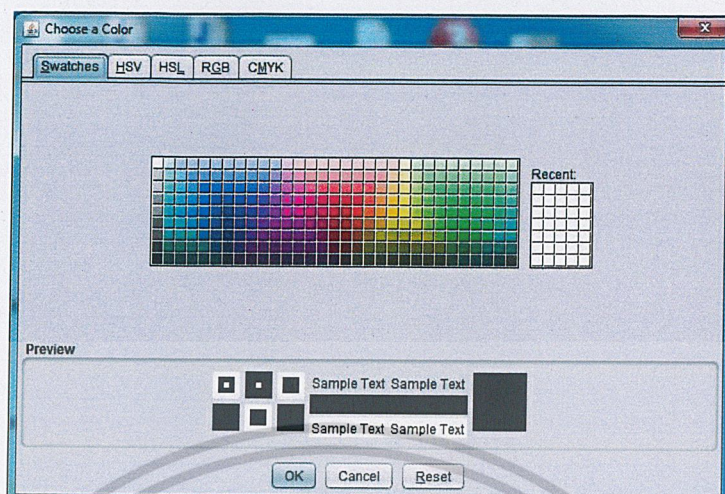 Choose a Color
Swatches HSV HSL RGB CMYK
Recent:
Preview
Sample Text Sample Text
Sample Text Sample Text
OK Cancel Reset